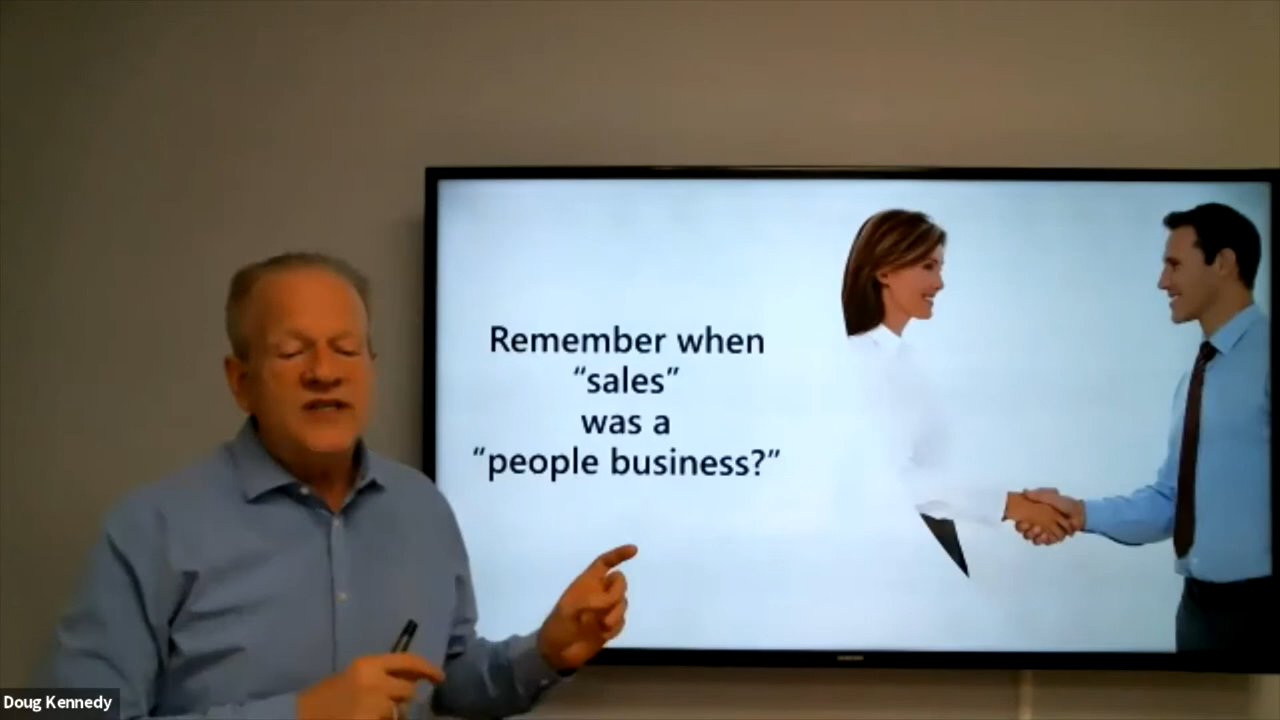 Remember when
“sales”
was a
“people business?”
Doug Kennedy